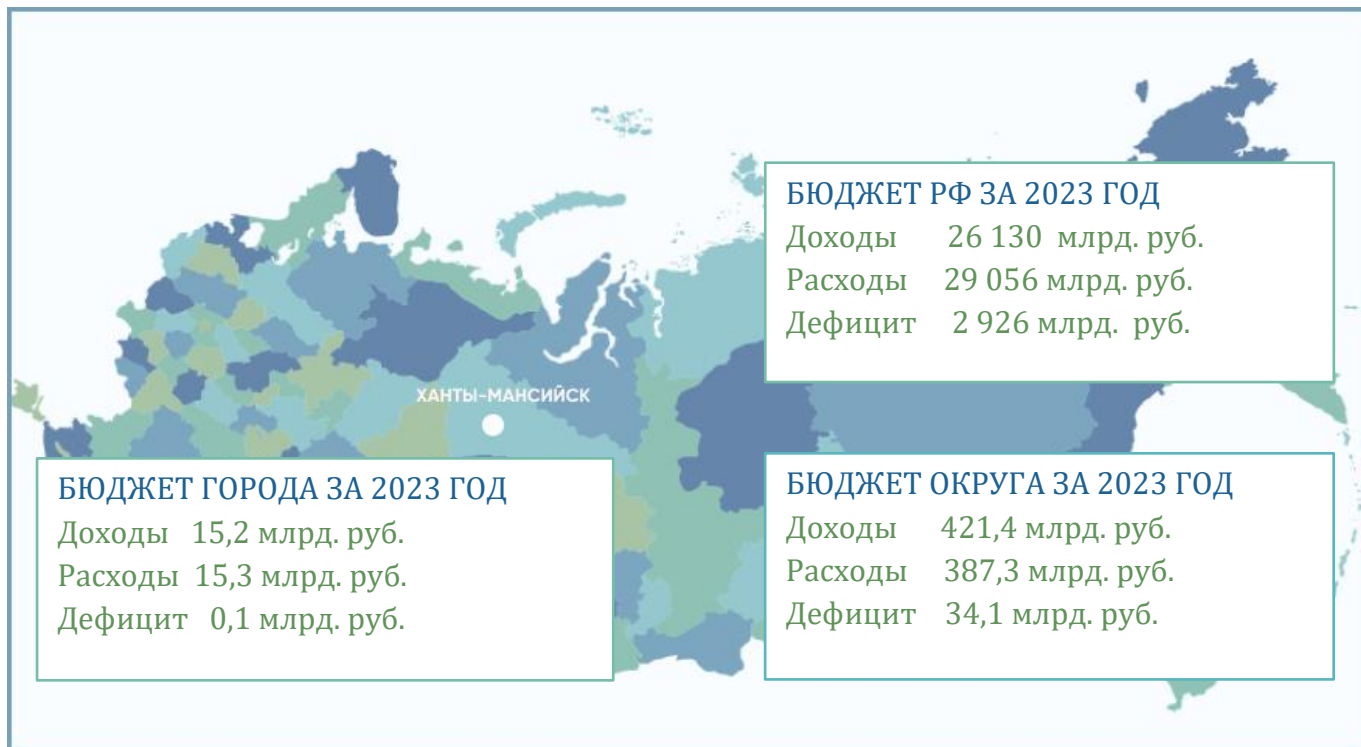 БЮДЖЕТ РФ ЗА 2023 ГОД
Доходы 26 130 млрд. руб.
Расходы 29 056 млрд. руб.
Дефицит 2 926 млрд. руб.
ХАНТЫ-МАНСИЙСК
БЮДЖЕТ ГОРОДА ЗА 2023 ГОД
Доходы 15,2 млрд. руб.
Расходы 15,3 млрд. руб.
Дефицит 0,1 млрд. руб.
БЮДЖЕТ ОКРУГА ЗА 2023 ГОД
Доходы 421,4 млрд. руб.
Расходы 387,3 млрд. руб.
Дефицит 34,1 млрд. руб.